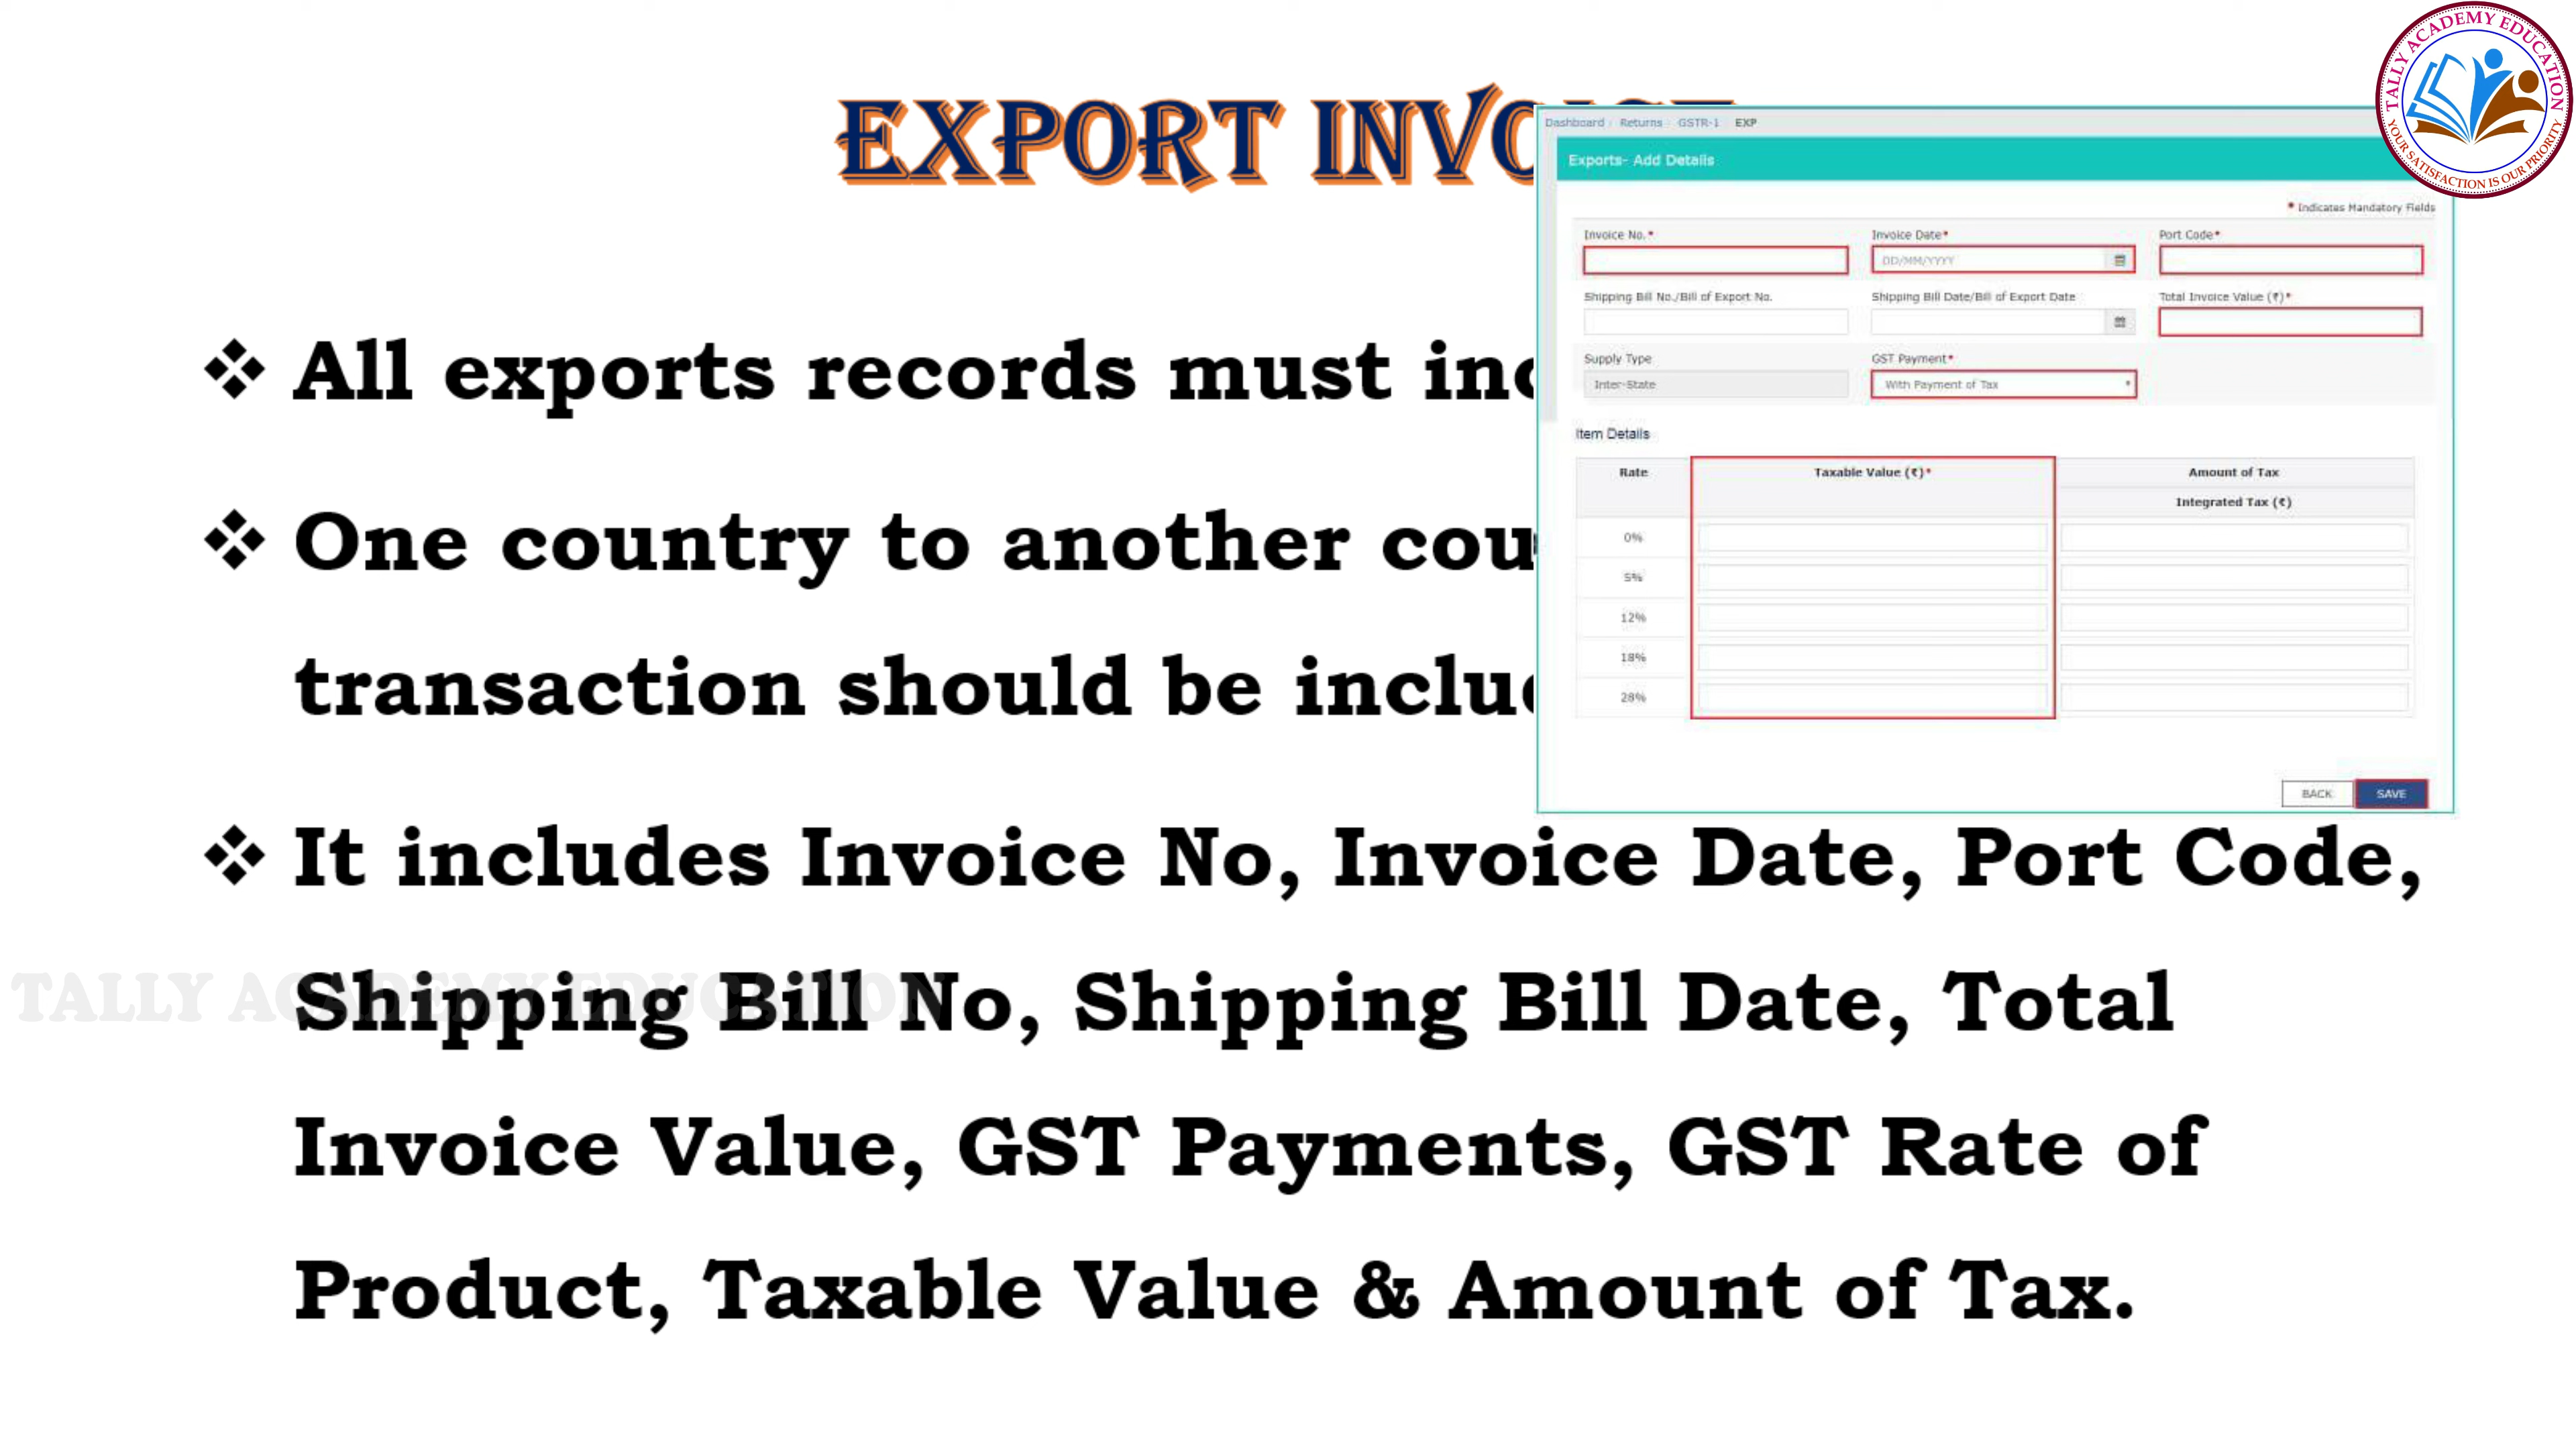 EXPORT
All exports records must
One country to another
transaction should be
It includes Invoice No, Invoice Date, Port Code,
Shipping Bill No, Shipping Bill Date, Total
Invoice Value, GST Payments, GST Rate of
Product, Taxable Value & Amount of Tax.
TALLY ACADEMY EDUCATION
Dashboard / Returns / GSTR-1 / EXP
Exports- Add Details
* Indicates Mandatory Fields
Invoice No.* Invoice Date* Port Code*
DD/MM/YYYY
Shipping Bill No./Bill of Export No. Shipping Bill Date/Bill of Export Date Total Invoice Value (₹)*
Supply Type GST Payment*
Inter-State With Payment of Tax
Item Details
Rate Taxable Value (₹)* Amount of Tax
Integrated Tax (₹)
0%
5%
12%
18%
28%
BACK SAVE
TALLY ACADEMY EDUCATION
YOUR SATISFACTION IS OUR PRIORITY